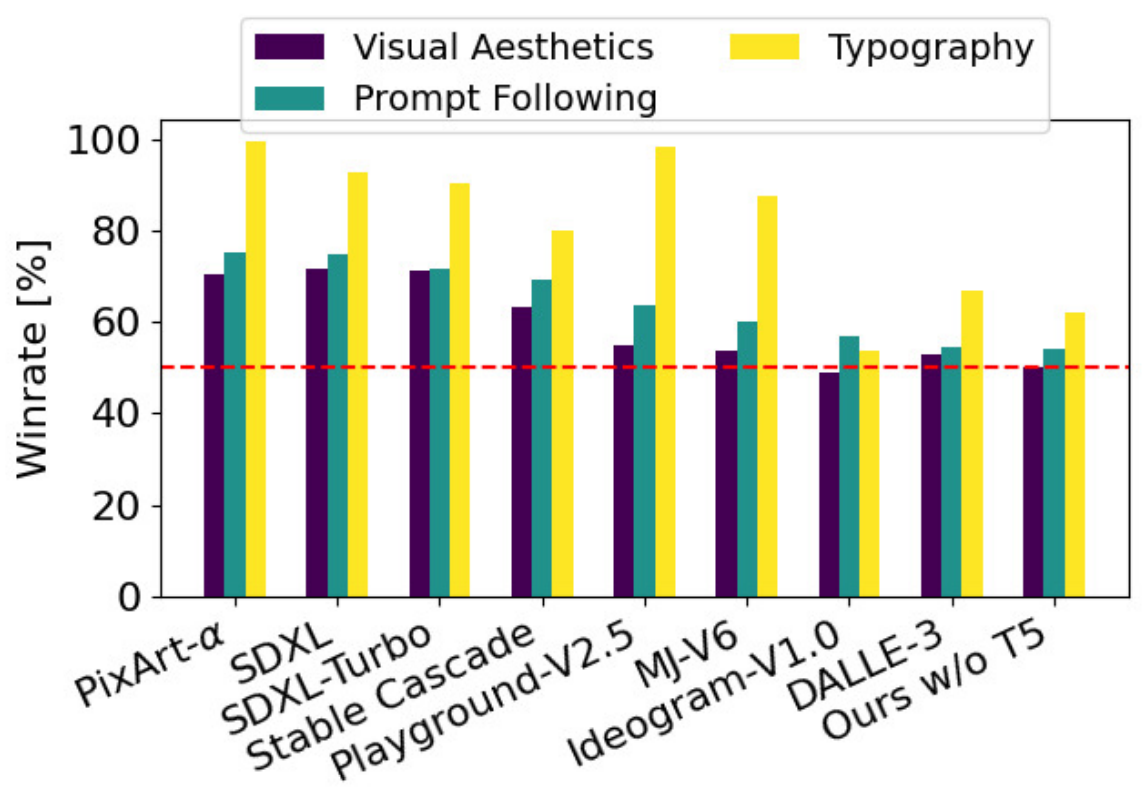 Visual Aesthetics
Prompt Following
Typography
Winrate [%]
100
80
60
40
20
0
PixArt-α
SDXL
SDXL-Turbo
Stable Cascade
Playground-V2.5
MJ-V6
Ideogram-V1.0
DALLE-3
Ours w/o T5